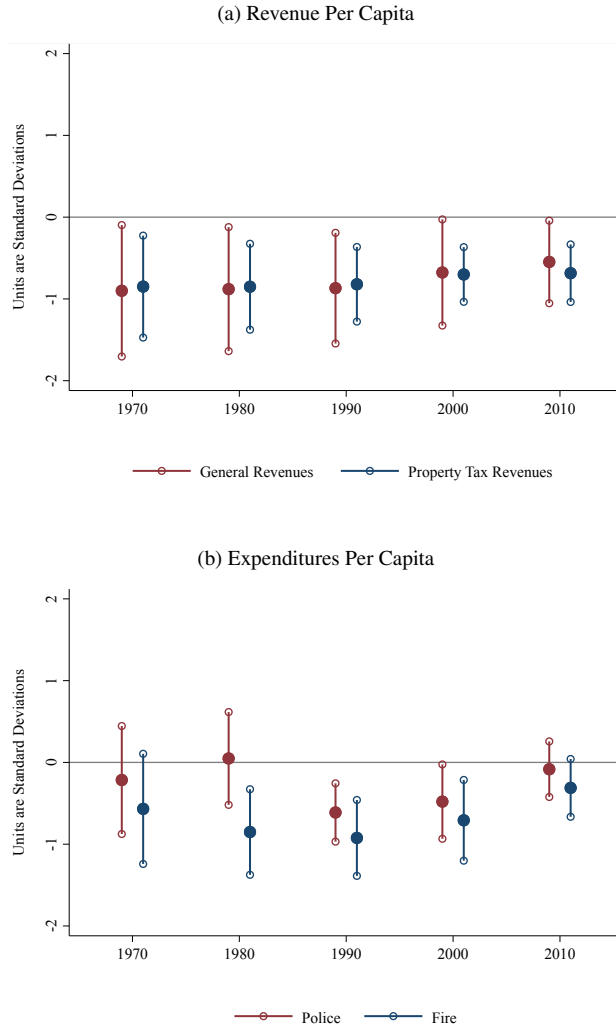 (a) Revenue Per Capita
Units are Standard Deviations
2
1
0
-1
-2
1970 1980 1990 2000 2010
General Revenues Property Tax Revenues
(b) Expenditures Per Capita
Units are Standard Deviations
2
1
0
-1
-2
1970 1980 1990 2000 2010
Police Fire